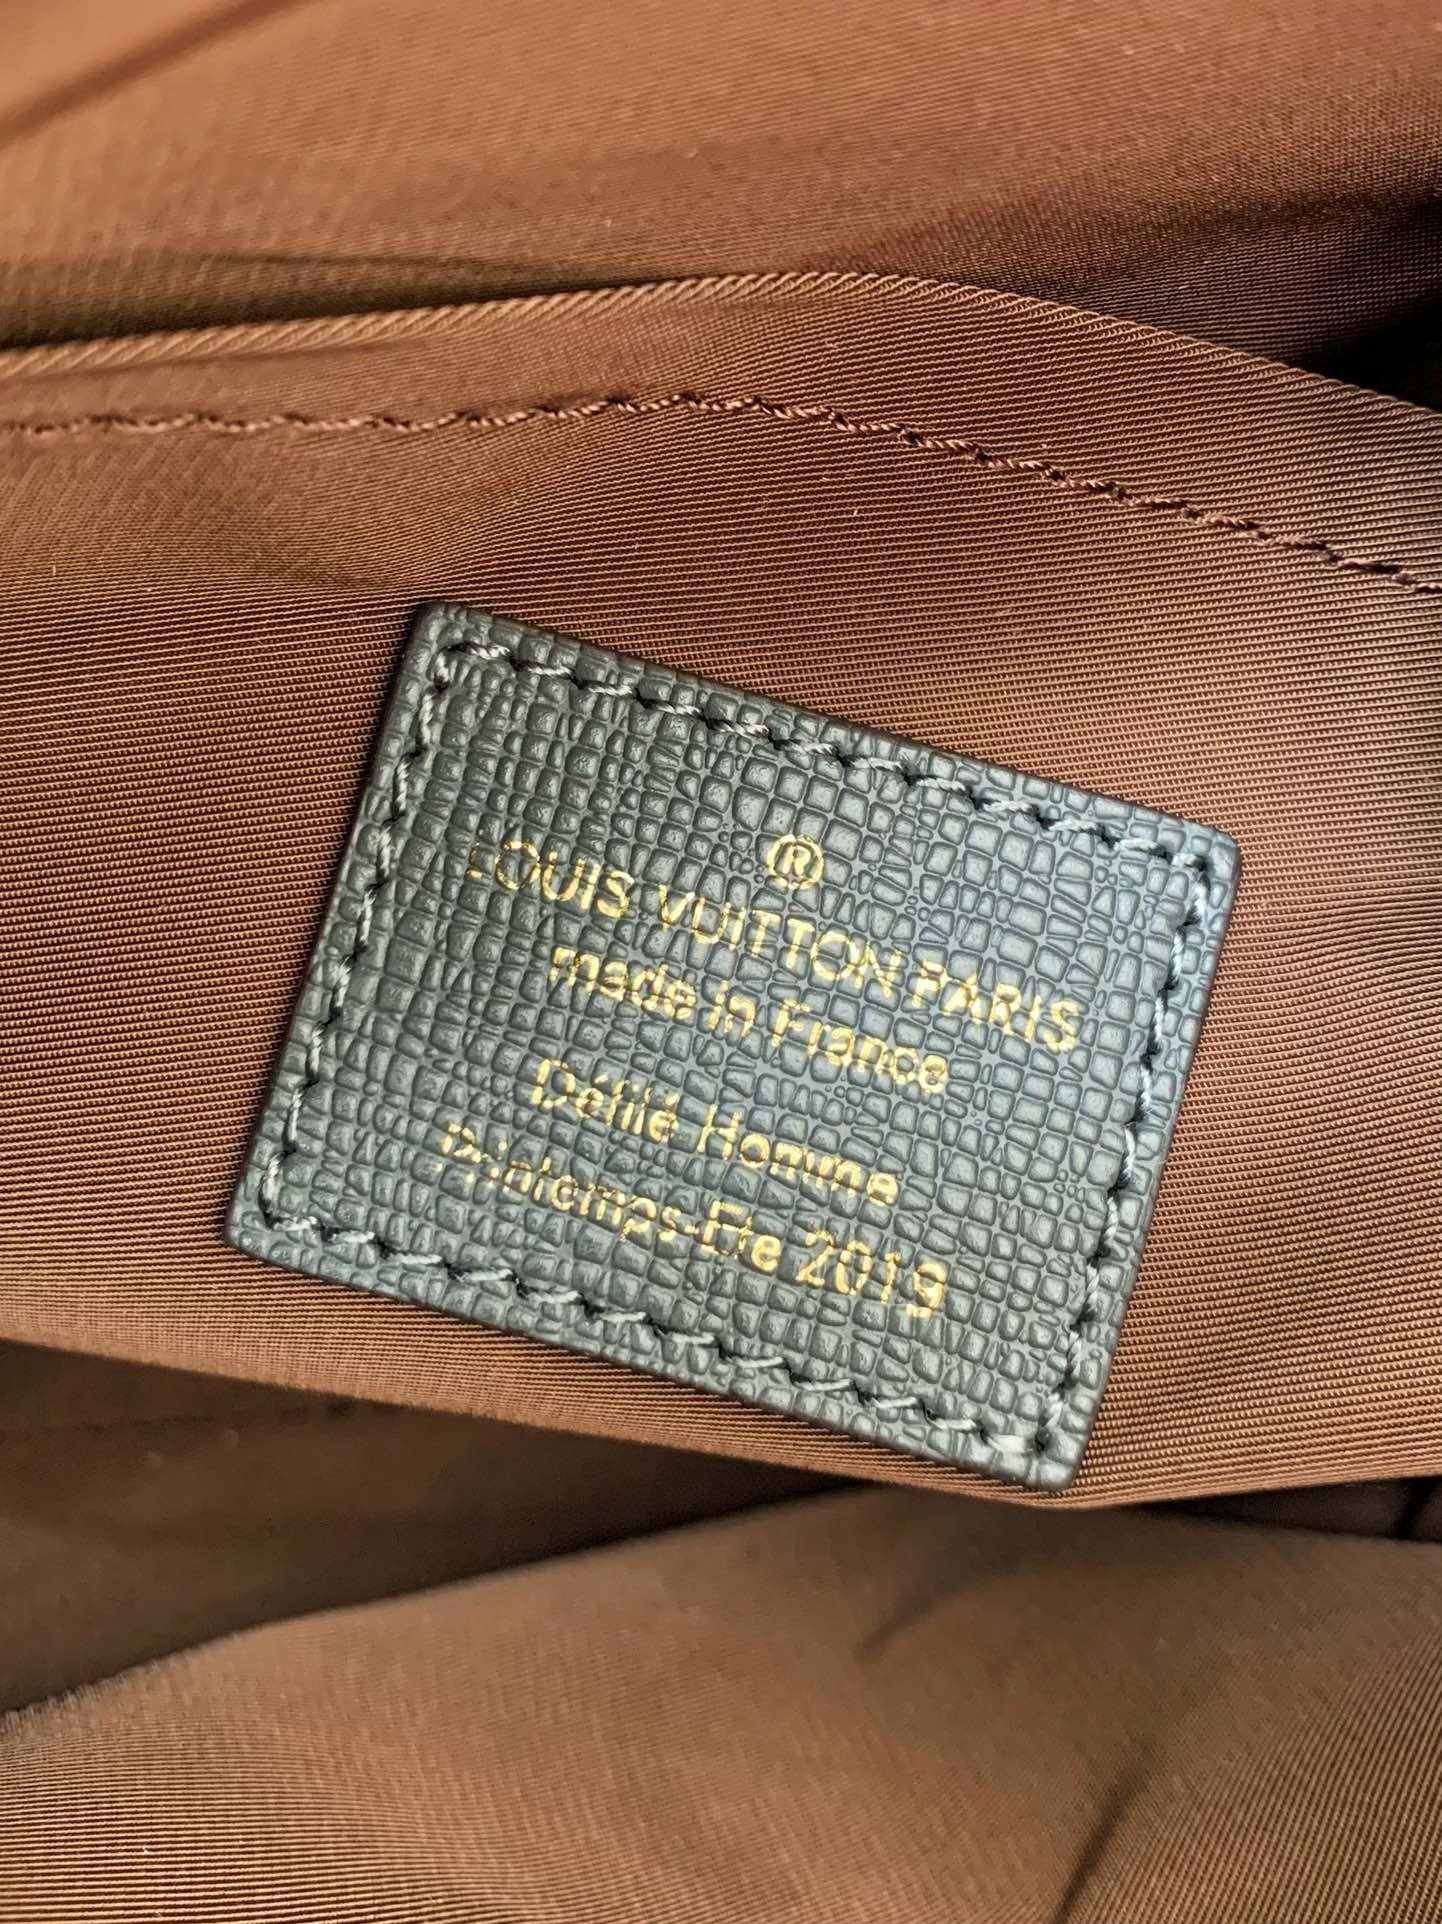 ®
LOUIS VUITTON PARIS
made in France
Défilé Homme
Printemps-Eté 2019